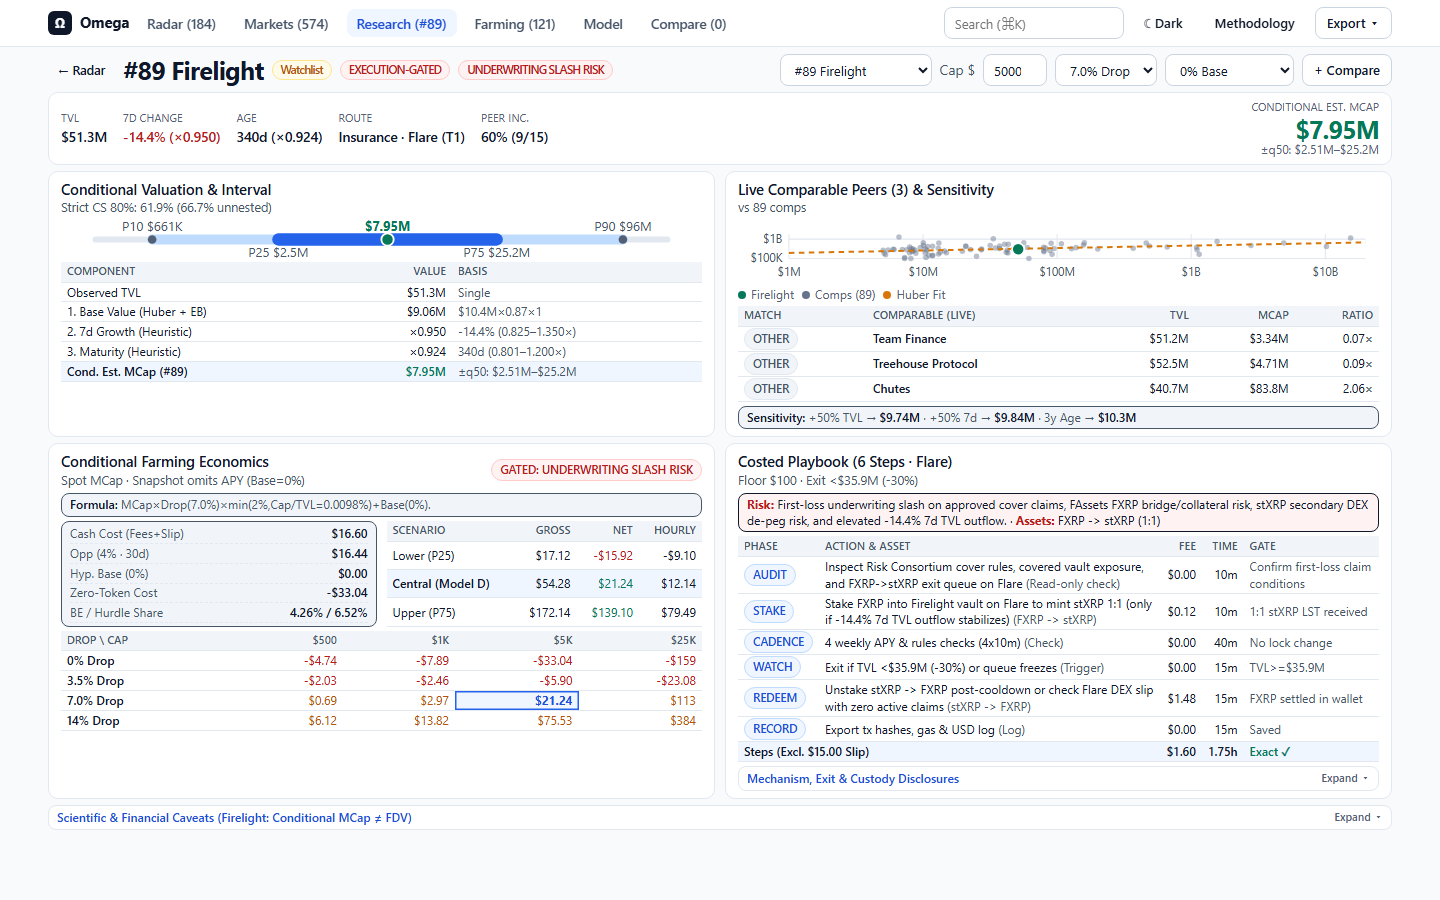 Ω Omega Radar (184) Markets (574) Research (#89) Farming (121) Model Compare (0) Search (⌘K) ☾ Dark Methodology Export ▾
← Radar #89 Firelight Watchlist EXECUTION-GATED UNDERWRITING SLASH RISK #89 Firelight Cap $ 5000 7.0% Drop 0% Base + Compare
TVL 7D CHANGE AGE ROUTE PEER INC.
$51.3M -14.4% (×0.950) 340d (×0.924) Insurance · Flare (T1) 60% (9/15)
CONDITIONAL EST. MCAP
$7.95M
±q50: $2.51M–$25.2M
Conditional Valuation & Interval
Strict CS 80%: 61.9% (66.7% unnested)
P10 $661K $7.95M P90 $96M
P25 $2.5M P75 $25.2M
COMPONENT VALUE BASIS
Observed TVL $51.3M Single
1. Base Value (Huber + EB) $9.06M $10.4M×0.87×1
2. 7d Growth (Heuristic) ×0.950 -14.4% (0.825–1.350×)
3. Maturity (Heuristic) ×0.924 340d (0.801–1.200×)
Cond. Est. MCap (#89) $7.95M ±q50: $2.51M–$25.2M
Live Comparable Peers (3) & Sensitivity
vs 89 comps
$1B
$100K
$1M $10M $100M $1B $10B
Firelight Comps (89) Huber Fit
MATCH COMPARABLE (LIVE) TVL MCAP RATIO
OTHER Team Finance $51.2M $3.34M 0.07×
OTHER Treehouse Protocol $52.5M $4.71M 0.09×
OTHER Chutes $40.7M $83.8M 2.06×
Sensitivity: +50% TVL → $9.74M · +50% 7d → $9.84M · 3y Age → $10.3M
Conditional Farming Economics
Spot MCap · Snapshot omits APY (Base=0%)
GATED: UNDERWRITING SLASH RISK
Formula: MCap×Drop(7.0%)×min(2%,Cap/TVL=0.0098%)+Base(0%).
Cash Cost (Fees+Slip) $16.60
Opp (4% · 30d) $16.44
Hyp. Base (0%) $0.00
Zero-Token Cost -$33.04
BE / Hurdle Share 4.26% / 6.52%
SCENARIO GROSS NET HOURLY
Lower (P25) $17.12 -$15.92 -$9.10
Central (Model D) $54.28 $21.24 $12.14
Upper (P75) $172.14 $139.10 $79.49
DROP \ CAP $500 $1K $5K $25K
0% Drop -$4.74 -$7.89 -$33.04 -$159
3.5% Drop -$2.03 -$2.46 -$5.90 -$23.08
7.0% Drop $0.69 $2.97 $21.24 $113
14% Drop $6.12 $13.82 $75.53 $384
Costed Playbook (6 Steps · Flare)
Floor $100 · Exit <$35.9M (-30%)
Risk: First-loss underwriting slash on approved cover claims, FAssets FXRP bridge/collateral risk, stXRP secondary DEX
de-peg risk, and elevated -14.4% 7d TVL outflow. · Assets: FXRP -> stXRP (1:1)
PHASE ACTION & ASSET FEE TIME GATE
AUDIT Inspect Risk Consortium cover rules, covered vault exposure, and FXRP->stXRP exit queue on Flare (Read-only check) $0.00 10m Confirm first-loss claim conditions
STAKE Stake FXRP into Firelight vault on Flare to mint stXRP 1:1 (only if -14.4% 7d TVL outflow stabilizes) (FXRP -> stXRP) $0.12 10m 1:1 stXRP LST received
CADENCE 4 weekly APY & rules checks (4x10m) (Check) $0.00 40m No lock change
WATCH Exit if TVL <$35.9M (-30%) or queue freezes (Trigger) $0.00 15m TVL>=$35.9M
REDEEM Unstake stXRP -> FXRP post-cooldown or check Flare DEX slip with zero active claims (stXRP -> FXRP) $1.48 15m FXRP settled in wallet
RECORD Export tx hashes, gas & USD log (Log) $0.00 15m Saved
Steps (Excl. $15.00 Slip) $1.60 1.75h Exact ✓
Mechanism, Exit & Custody Disclosures Expand ▾
Scientific & Financial Caveats (Firelight: Conditional MCap ≠ FDV) Expand ▾